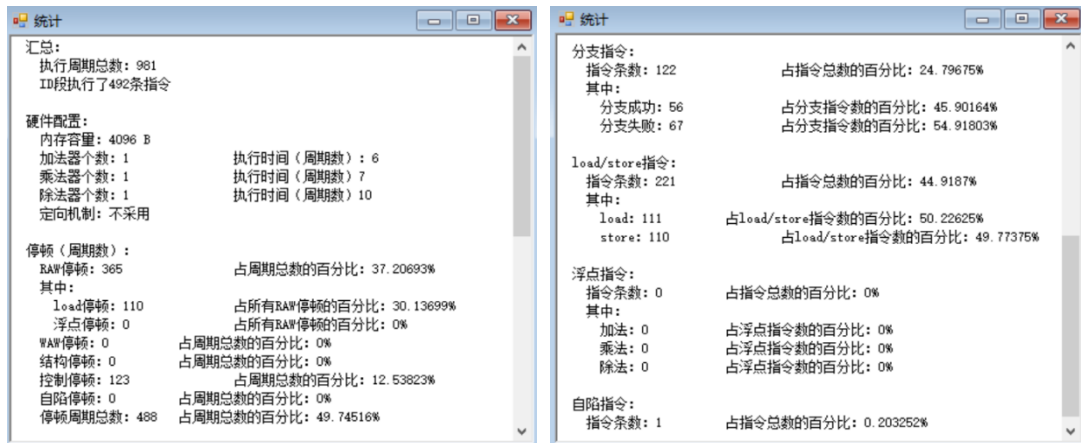 统计
汇总:
执行周期总数: 981
ID段执行了492条指令
硬件配置:
内存容量: 4096 B
加法器个数: 1 执行时间（周期数）: 6
乘法器个数: 1 执行时间（周期数）7
除法器个数: 1 执行时间（周期数）10
定向机制: 不采用
停顿（周期数）:
RAW停顿: 365 占周期总数的百分比: 37.20693%
其中:
load停顿: 110 占所有RAW停顿的百分比: 30.13699%
浮点停顿: 0 占所有RAW停顿的百分比: 0%
WAW停顿: 0 占周期总数的百分比: 0%
结构停顿: 0 占周期总数的百分比: 0%
控制停顿: 123 占周期总数的百分比: 12.53823%
自陷停顿: 0 占周期总数的百分比: 0%
停顿周期总数: 488 占周期总数的百分比: 49.74516%
统计
分支指令:
指令条数: 122 占指令总数的百分比: 24.79675%
其中:
分支成功: 56 占分支指令数的百分比: 45.90164%
分支失败: 67 占分支指令数的百分比: 54.91803%
load/store指令:
指令条数: 221 占指令总数的百分比: 44.9187%
其中:
load: 111 占load/store指令数的百分比: 50.22625%
store: 110 占load/store指令数的百分比: 49.77375%
浮点指令:
指令条数: 0 占指令总数的百分比: 0%
其中:
加法: 0 占浮点指令数的百分比: 0%
乘法: 0 占浮点指令数的百分比: 0%
除法: 0 占浮点指令数的百分比: 0%
自陷指令:
指令条数: 1 占指令总数的百分比: 0.203252%